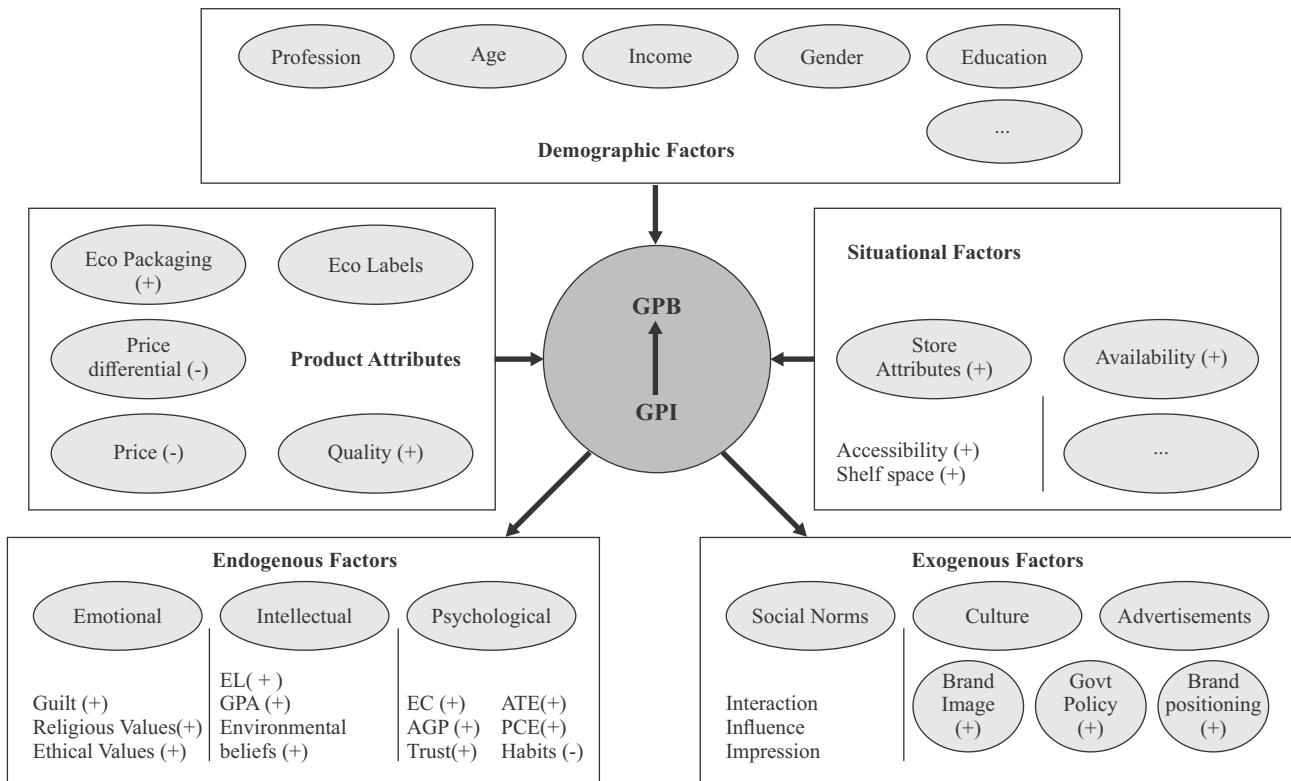 Profession
Age
Income
Gender
Education
...
Demographic Factors
Eco Packaging
(+)
Eco Labels
Price
differential (-)
Product Attributes
Price (-)
Quality (+)
GPB
GPI
Situational Factors
Store
Attributes (+)
Availability (+)
Accessibility (+)
Shelf space (+)
...
Endogenous Factors
Emotional
Intellectual
Psychological
Guilt (+)
Religious Values(+)
Ethical Values (+)
EL( + )
GPA (+)
Environmental
beliefs (+)
EC (+)
AGP (+)
Trust(+)
ATE(+)
PCE(+)
Habits (-)
Exogenous Factors
Social Norms
Culture
Advertisements
Interaction
Influence
Impression
Brand
Image
(+)
Govt
Policy
(+)
Brand
positioning
(+)